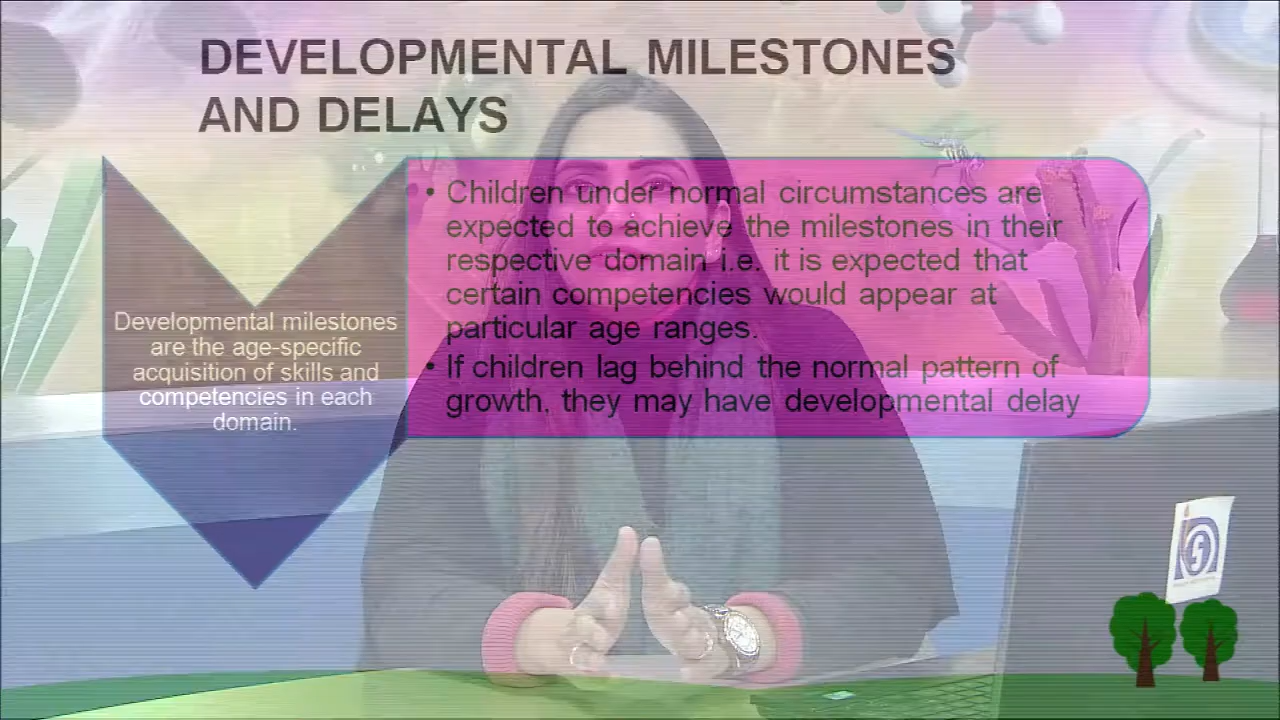 DEVELOPMENTAL MILESTONES
AND DELAYS
Developmental milestones
are the age-specific
acquisition of skills and
competencies in each
domain.
• Children under normal circumstances are
expected to achieve the milestones in their
respective domain i.e. it is expected that
certain competencies would appear at
particular age ranges.
• If children lag behind the normal pattern of
growth, they may have developmental delay